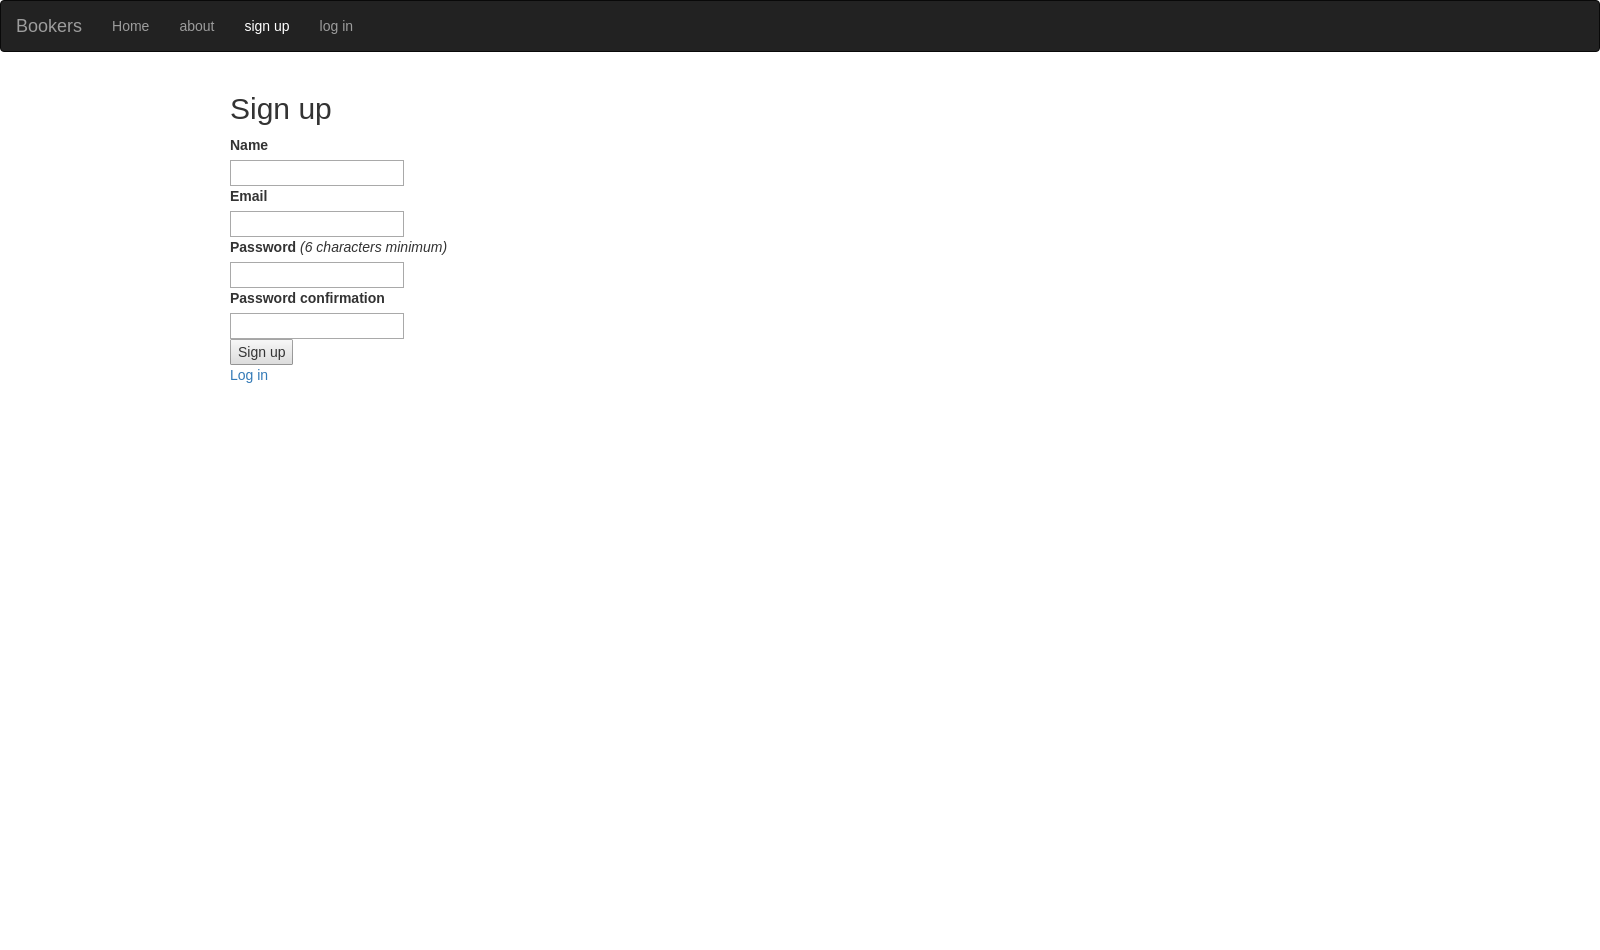 Bookers Home about sign up log in
Sign up
Name
Email
Password (6 characters minimum)
Password confirmation
Sign up
Log in